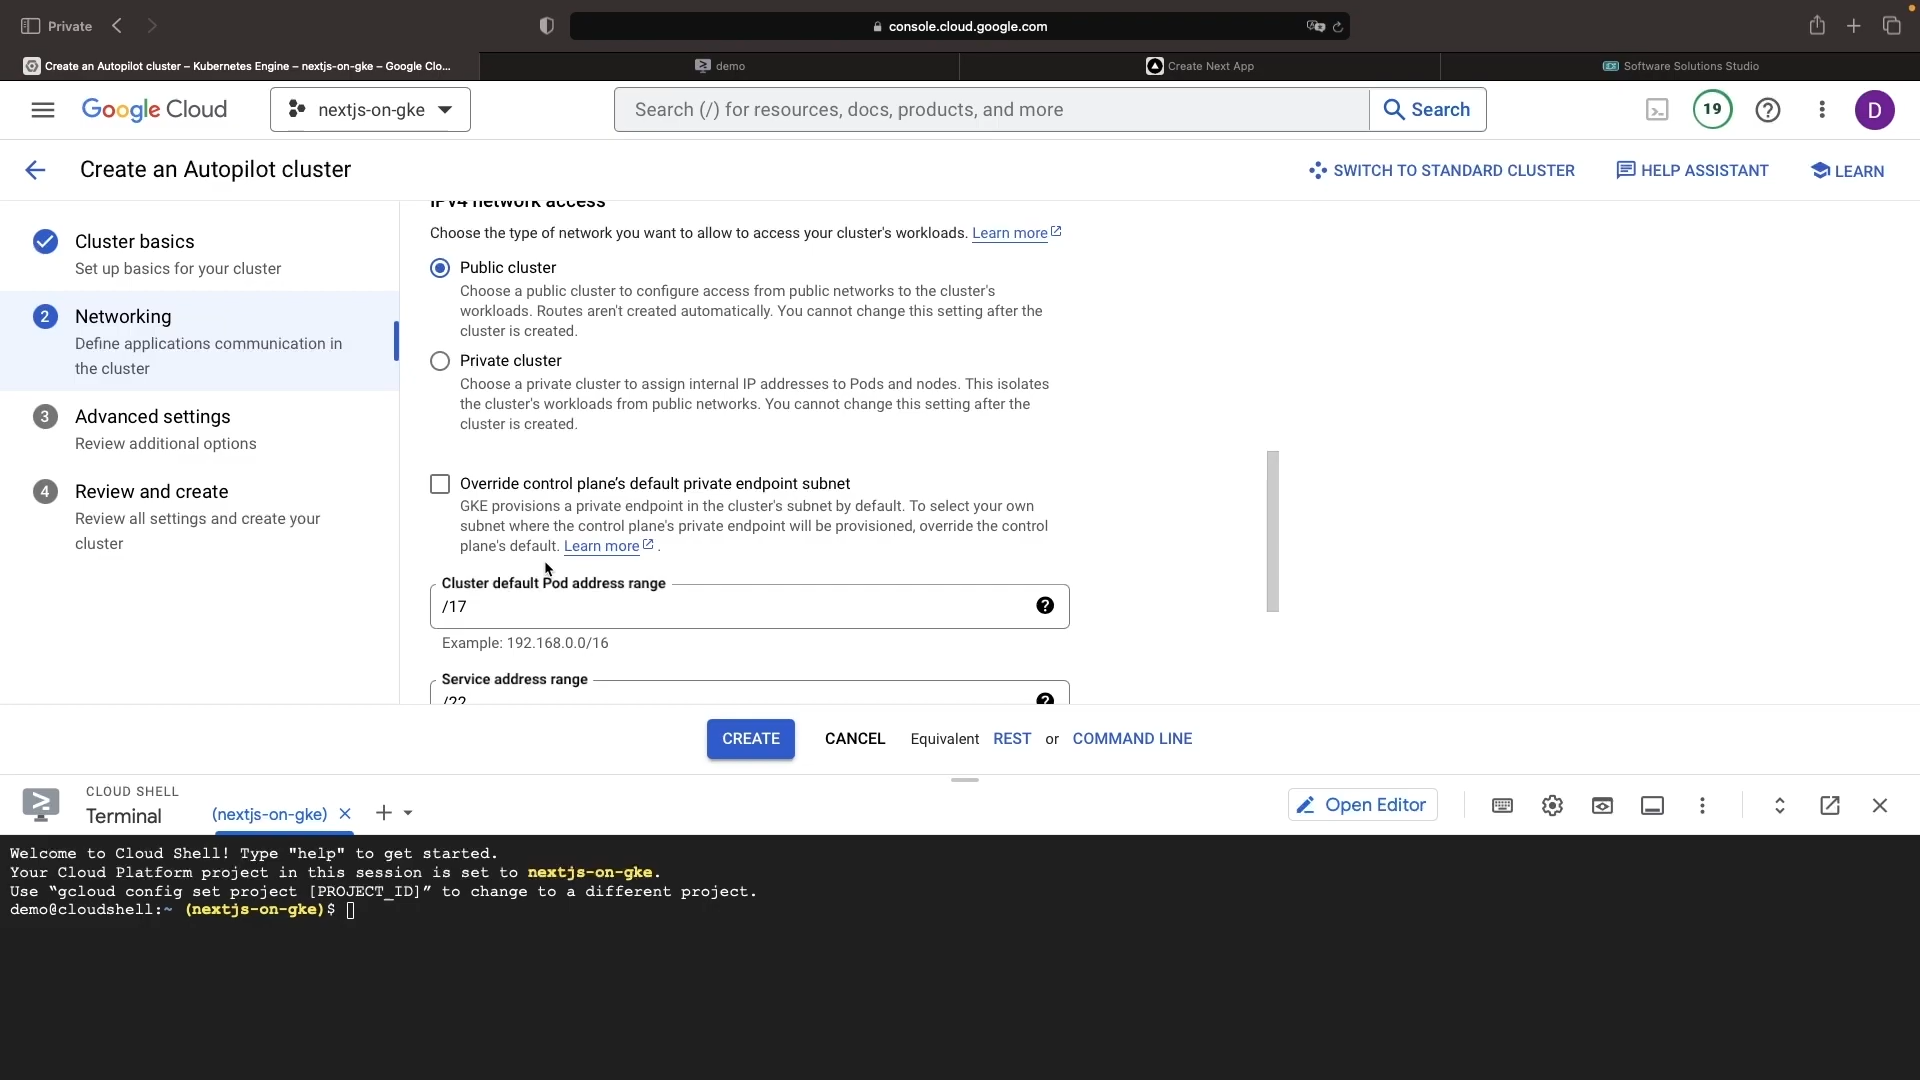 Private
console.cloud.google.com
Create an Autopilot cluster – Kubernetes Engine – nextjs-on-gke – Google Clo...
demo
Create Next App
Software Solutions Studio
Google Cloud
nextjs-on-gke
Search (/) for resources, docs, products, and more
Search
19
D
Create an Autopilot cluster
SWITCH TO STANDARD CLUSTER
HELP ASSISTANT
LEARN
Cluster basics
Set up basics for your cluster
2
Networking
Define applications communication in
the cluster
3
Advanced settings
Review additional options
4
Review and create
Review all settings and create your
cluster
IPv4 network access
Choose the type of network you want to allow to access your cluster's workloads. Learn more
Public cluster
Choose a public cluster to configure access from public networks to the cluster's
workloads. Routes aren't created automatically. You cannot change this setting after the
cluster is created.
Private cluster
Choose a private cluster to assign internal IP addresses to Pods and nodes. This isolates
the cluster's workloads from public networks. You cannot change this setting after the
cluster is created.
Override control plane’s default private endpoint subnet
GKE provisions a private endpoint in the cluster's subnet by default. To select your own
subnet where the control plane's private endpoint will be provisioned, override the control
plane's default. Learn more .
Cluster default Pod address range
/17
Example: 192.168.0.0/16
Service address range
/22
CREATE
CANCEL
Equivalent REST or COMMAND LINE
CLOUD SHELL
Terminal
(nextjs-on-gke)
Open Editor
Welcome to Cloud Shell! Type "help" to get started.
Your Cloud Platform project in this session is set to nextjs-on-gke.
Use “gcloud config set project [PROJECT_ID]” to change to a different project.
demo@cloudshell:~ (nextjs-on-gke)$